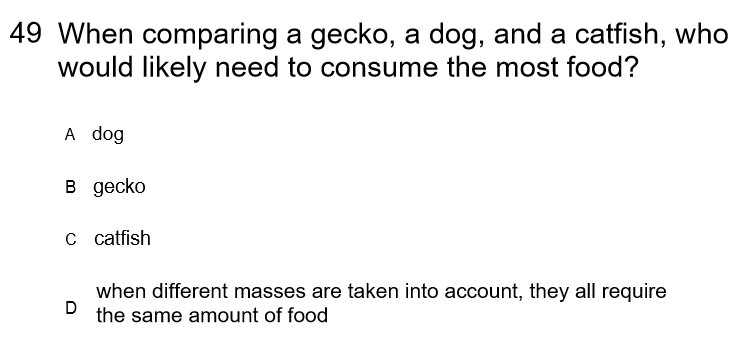 49 When comparing a gecko, a dog, and a catfish, who
would likely need to consume the most food?
A dog
B gecko
C catfish
when different masses are taken into account, they all require
D the same amount of food